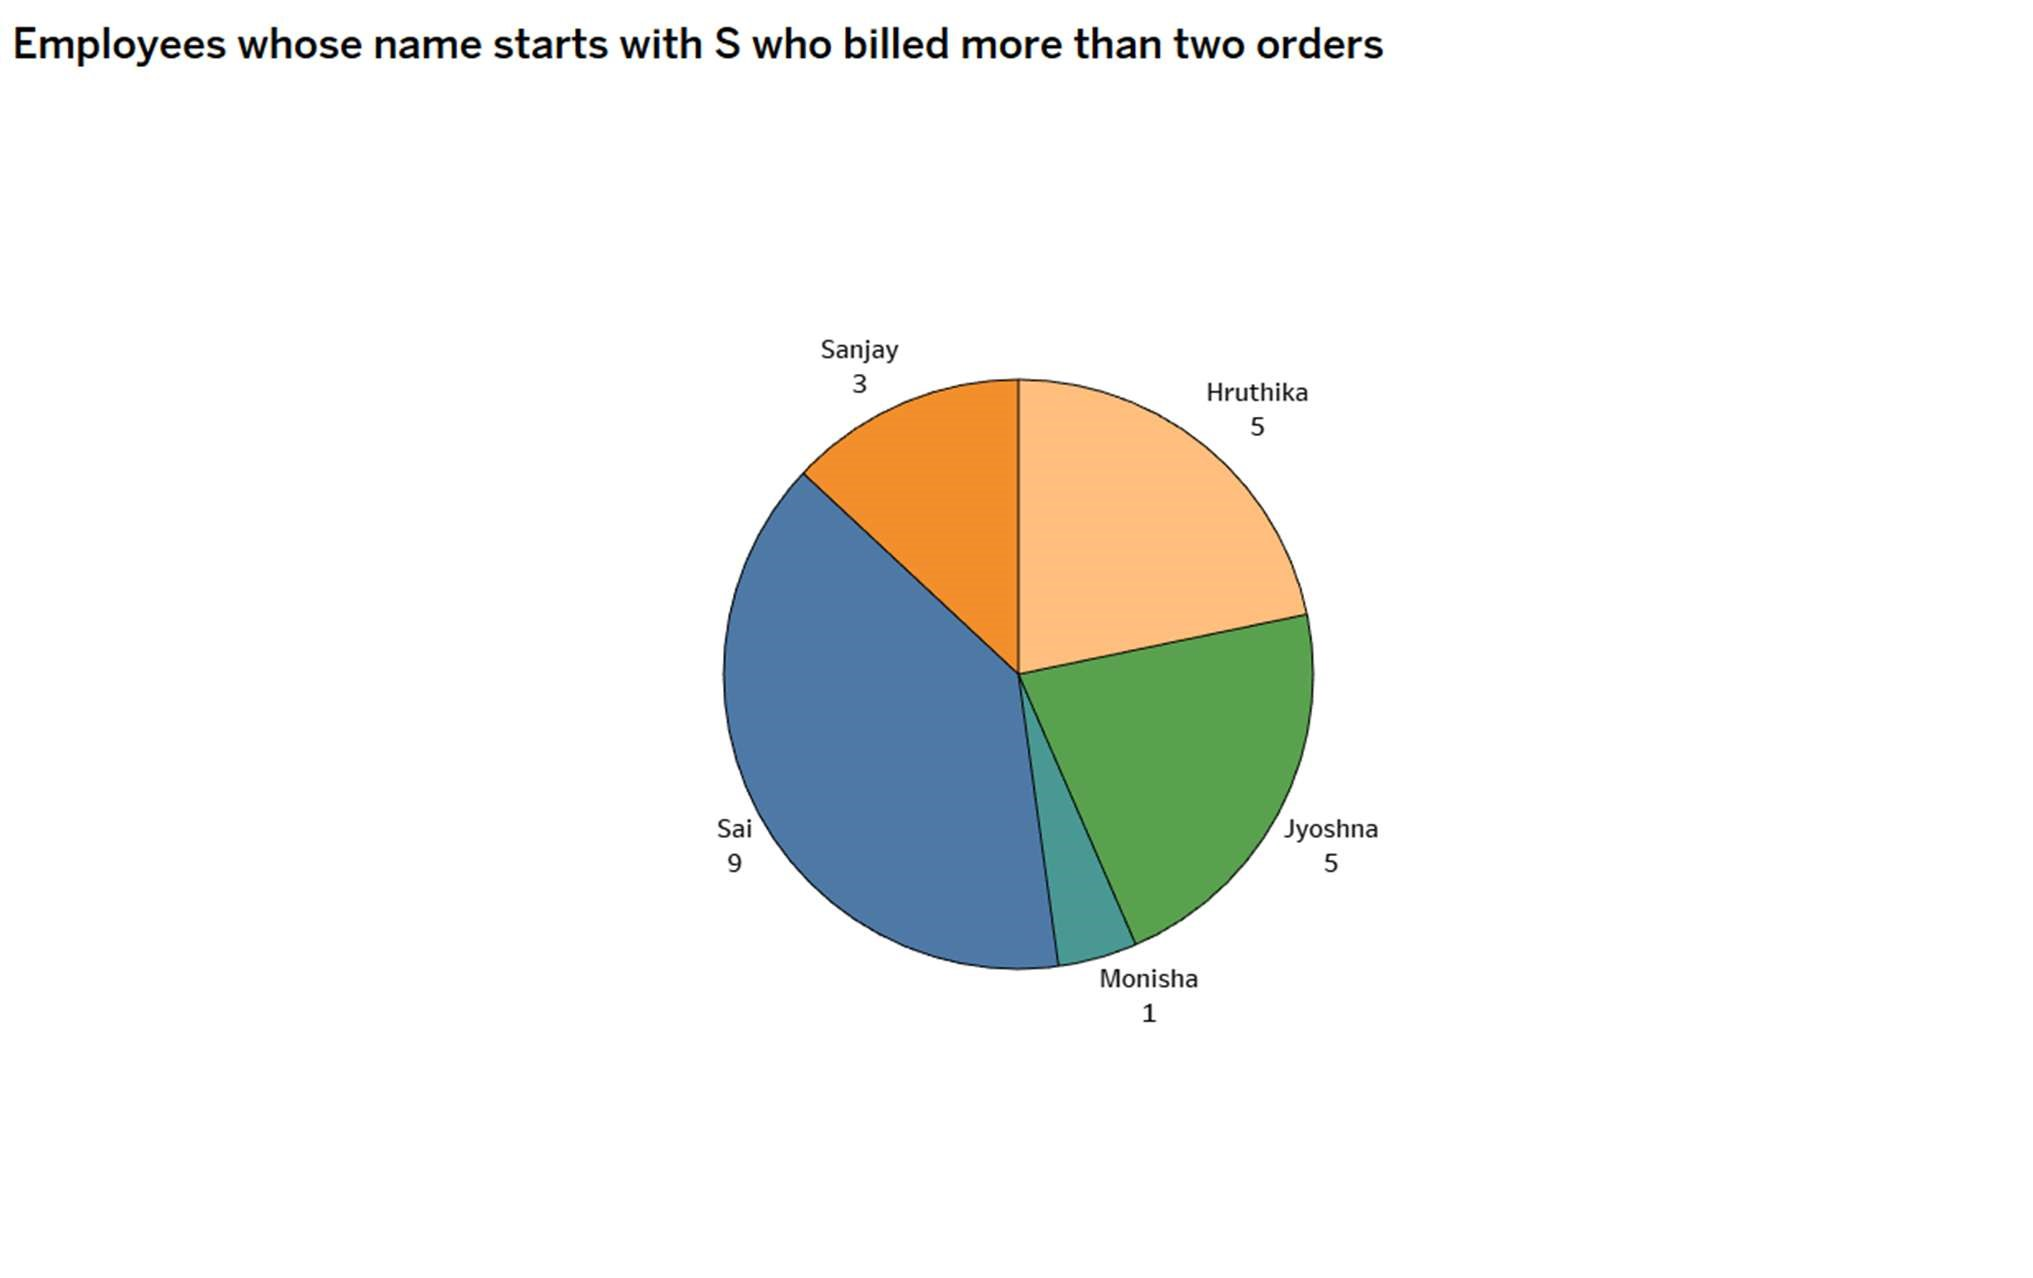 Employees whose name starts with S who billed more than two orders
Sanjay
3
Hruthika
5
Sai
9
Jyoshna
5
Monisha
1